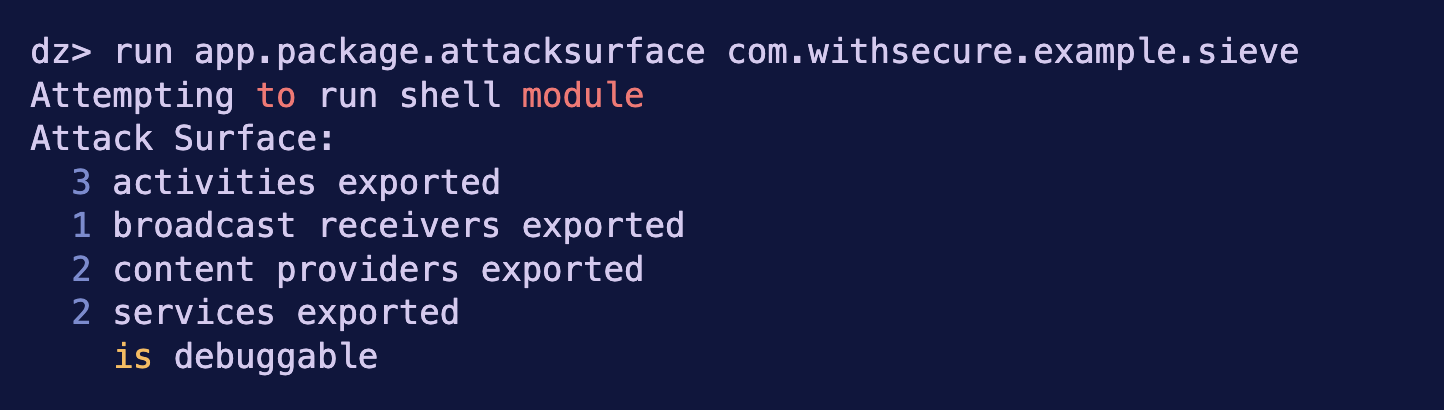 dz> run app.package.attacksurface com.withsecure.example.sieve
Attempting to run shell module
Attack Surface:
  3 activities exported
  1 broadcast receivers exported
  2 content providers exported
  2 services exported
    is debuggable